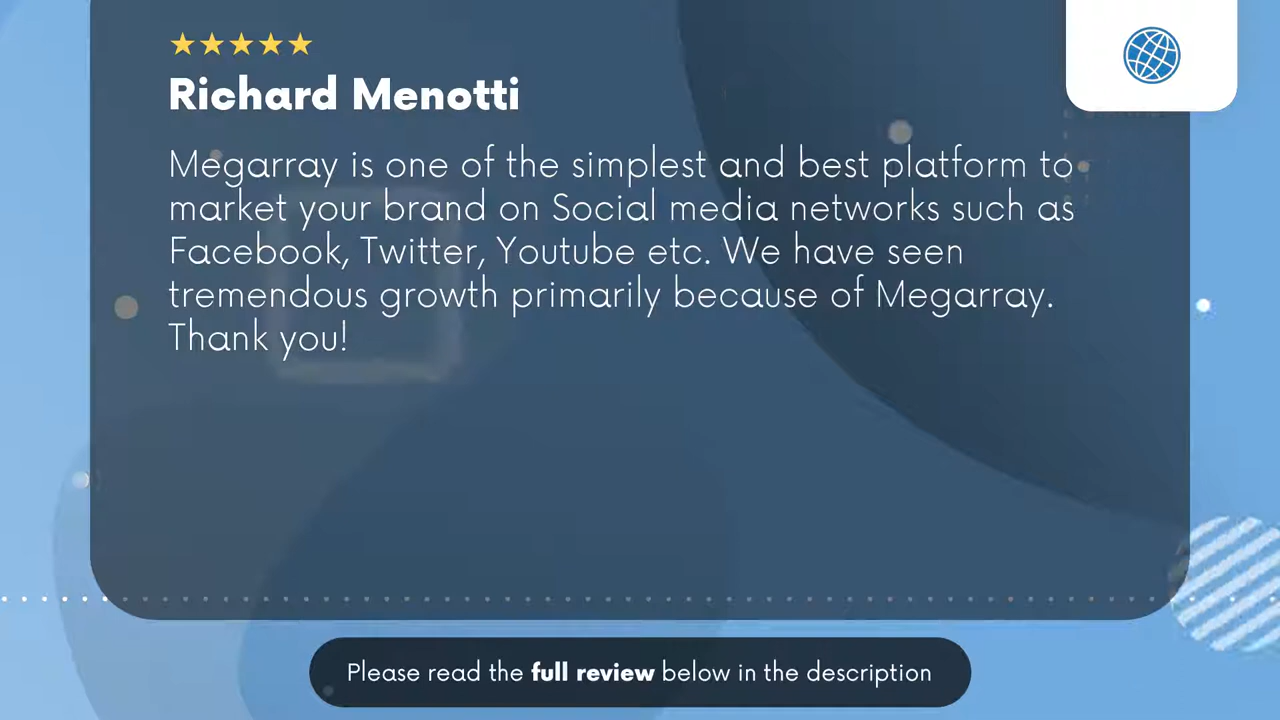 Richard Menotti
Megarray is one of the simplest and best platform to
market your brand on Social media networks such as
Facebook, Twitter, Youtube etc. We have seen
tremendous growth primarily because of Megarray.
Thank you!
Please read the full review below in the description